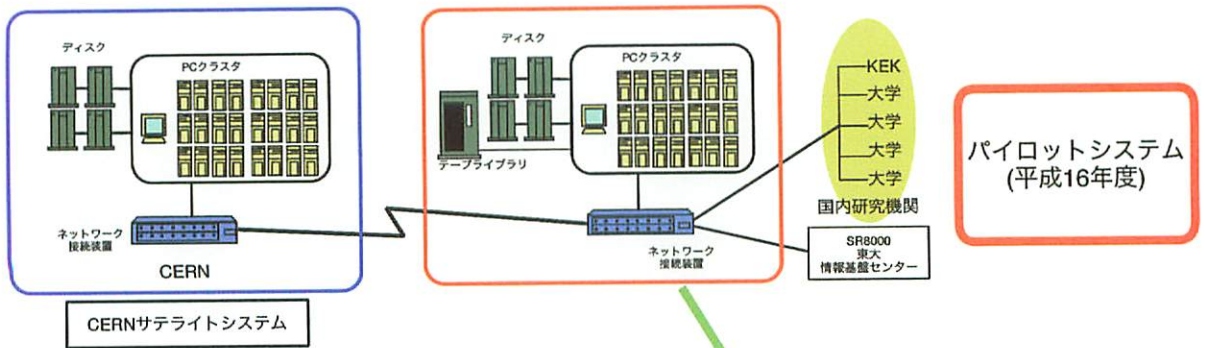 ディスク
PCクラスタ
ネットワーク
接続装置
CERN
CERNサテライトシステム
ディスク
PCクラスタ
テープライブラリ
ネットワーク
接続装置
KEK
大学
大学
大学
大学
国内研究機関
SR8000
東大
情報基盤センター
パイロットシステム
(平成16年度)